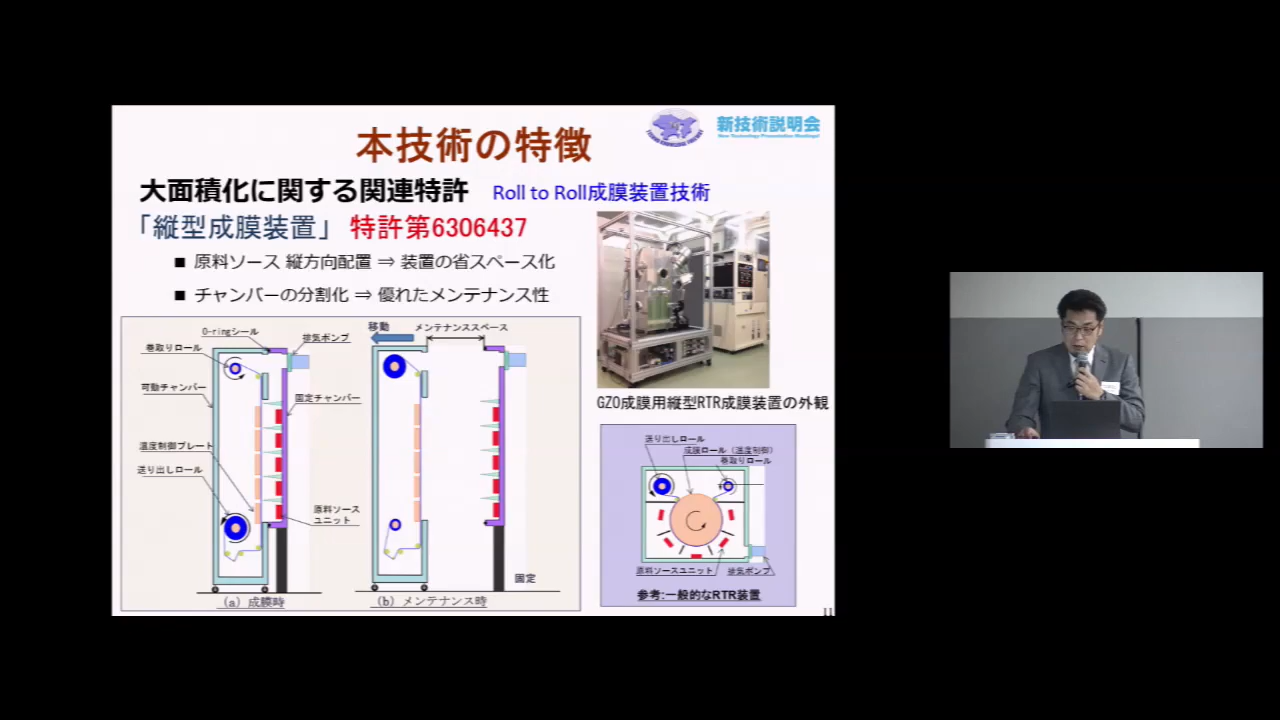 本技術の特徴
新技術説明会
New Technology Presentation Meetings!
大面積化に関する関連特許 Roll to Roll成膜装置技術
「縦型成膜装置」 特許第6306437
■ 原料ソース 縦方向配置 ⇒ 装置の省スペース化
■ チャンバーの分割化 ⇒ 優れたメンテナンス性
O-ringシール
排気ポンプ
巻取りロール
可動チャンバー
固定チャンバー
温度制御プレート
送り出しロール
原料ソース
ユニット
(a) 成膜時
移動
メンテナンススペース
固定
(b) メンテナンス時
GZO成膜用縦型RTR成膜装置の外観
送り出しロール
成膜ロール (温度制御)
巻取りロール
原料ソースユニット
排気ポンプ
参考:一般的なRTR装置
11